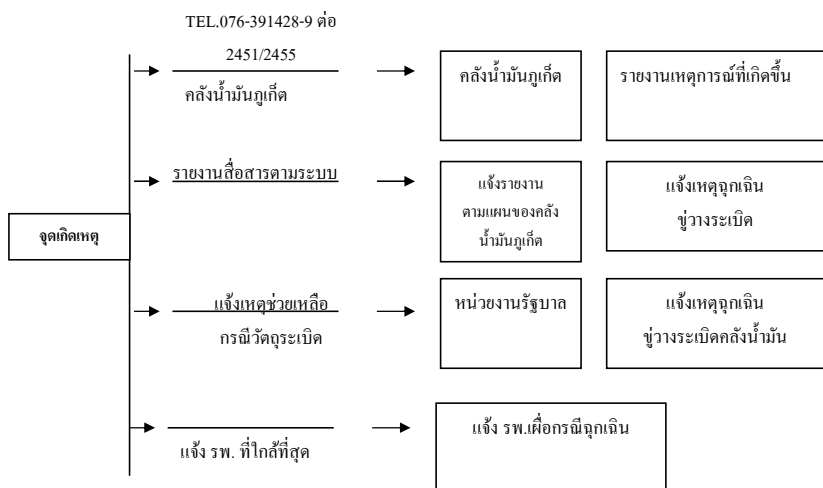 TEL.076-391428-9 ต่อ
2451/2455
คลังน้ำมันภูเก็ต
คลังน้ำมันภูเก็ต
รายงานเหตุการณ์ที่เกิดขึ้น
รายงานสื่อสารตามระบบ
แจ้งรายงาน
ตามแผนของคลัง
น้ำมันภูเก็ต
แจ้งเหตุฉุกเฉิน
ขู่วางระเบิด
จุดเกิดเหตุ
แจ้งเหตุช่วยเหลือ
กรณีวัตถุระเบิด
หน่วยงานรัฐบาล
แจ้งเหตุฉุกเฉิน
ขู่วางระเบิดคลังน้ำมัน
แจ้ง รพ. ที่ใกล้ที่สุด
แจ้ง รพ.เผื่อกรณีฉุกเฉิน